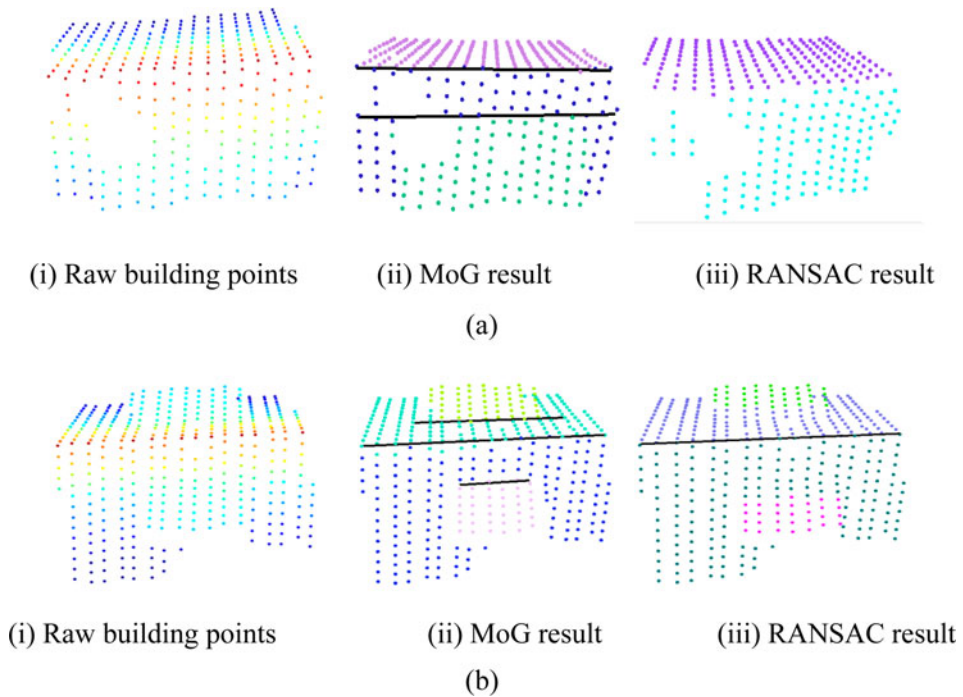 (i) Raw building points (ii) MoG result (iii) RANSAC result
(a)
(i) Raw building points (ii) MoG result (iii) RANSAC result
(b)